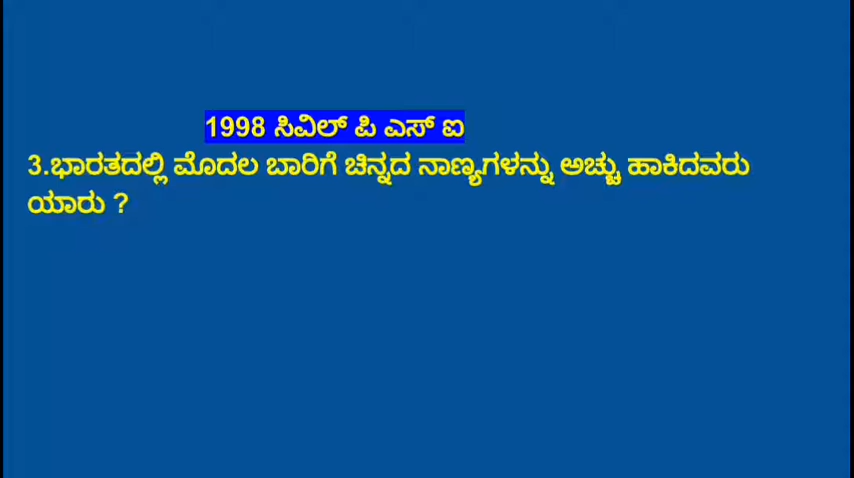 1998 ಸಿವಿಲ್ ಪಿ ಎಸ್ ಐ
3.ಭಾರತದಲ್ಲಿ ಮೊದಲ ಬಾರಿಗೆ ಚಿನ್ನದ ನಾಣ್ಯಗಳನ್ನು ಅಚ್ಚು ಹಾಕಿದವರು
ಯಾರು ?